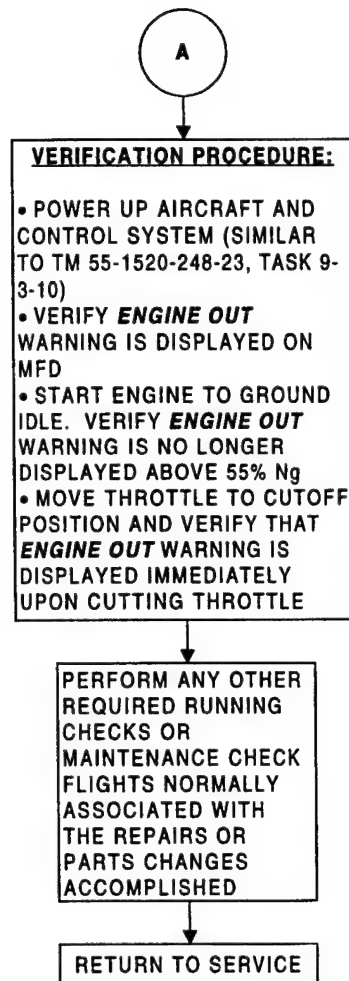 A
VERIFICATION PROCEDURE:
• POWER UP AIRCRAFT AND
CONTROL SYSTEM (SIMILAR
TO TM 55-1520-248-23, TASK 9-
3-10)
• VERIFY ENGINE OUT
WARNING IS DISPLAYED ON
MFD
• START ENGINE TO GROUND
IDLE. VERIFY ENGINE OUT
WARNING IS NO LONGER
DISPLAYED ABOVE 55% Ng
• MOVE THROTTLE TO CUTOFF
POSITION AND VERIFY THAT
ENGINE OUT WARNING IS
DISPLAYED IMMEDIATELY
UPON CUTTING THROTTLE
PERFORM ANY OTHER
REQUIRED RUNNING
CHECKS OR
MAINTENANCE CHECK
FLIGHTS NORMALLY
ASSOCIATED WITH
THE REPAIRS OR
PARTS CHANGES
ACCOMPLISHED
RETURN TO SERVICE